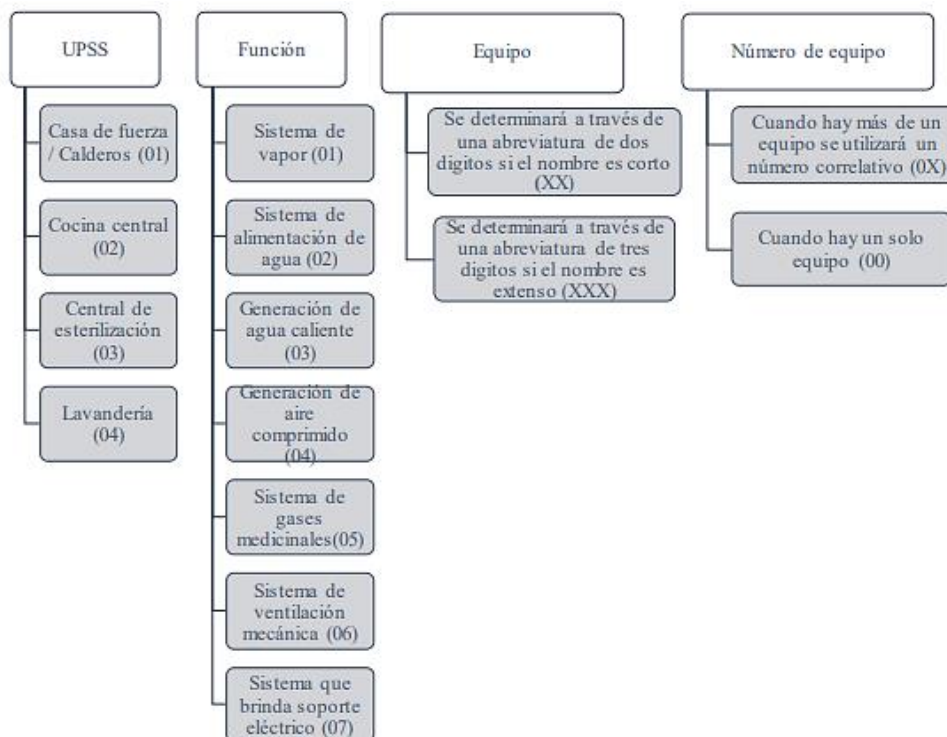 UPSS
Casa de fuerza
/ Calderos (01)
Cocina central
(02)
Central de
esterilización
(03)
Lavandería
(04)
Función
Sistema de
vapor (01)
Sistema de
alimentación de
agua (02)
Generación de
agua caliente
(03)
Generación de
aire
comprimido
(04)
Sistema de
gases
medicinales(05)
Sistema de
ventilación
mecánica (06)
Sistema que
brinda soporte
eléctrico (07)
Equipo
Se determinará a través de
una abreviatura de dos
digitos si el nombre es corto
(XX)
Se determinará a través de
una abreviatura de tres
digitos si el nombre es
extenso (XXX)
Número de equipo
Cuando hay más de un
equipo se utilizará un
número correlativo (0X)
Cuando hay un solo
equipo (00)